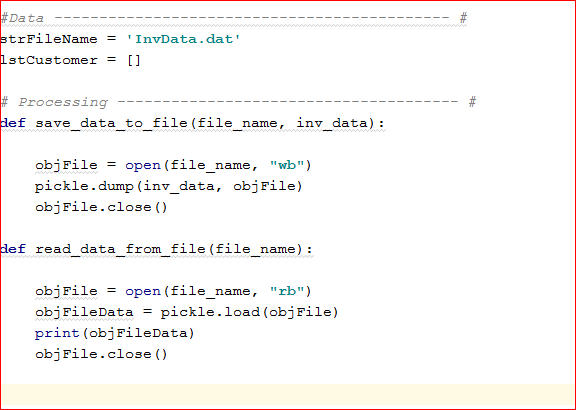 #Data -------------------------------------------- #
strFileName = 'InvData.dat'
lstCustomer = []
# Processing -------------------------------------- #
def save_data_to_file(file_name, inv_data):
objFile = open(file_name, "wb")
pickle.dump(inv_data, objFile)
objFile.close()
def read_data_from_file(file_name):
objFile = open(file_name, "rb")
objFileData = pickle.load(objFile)
print(objFileData)
objFile.close()